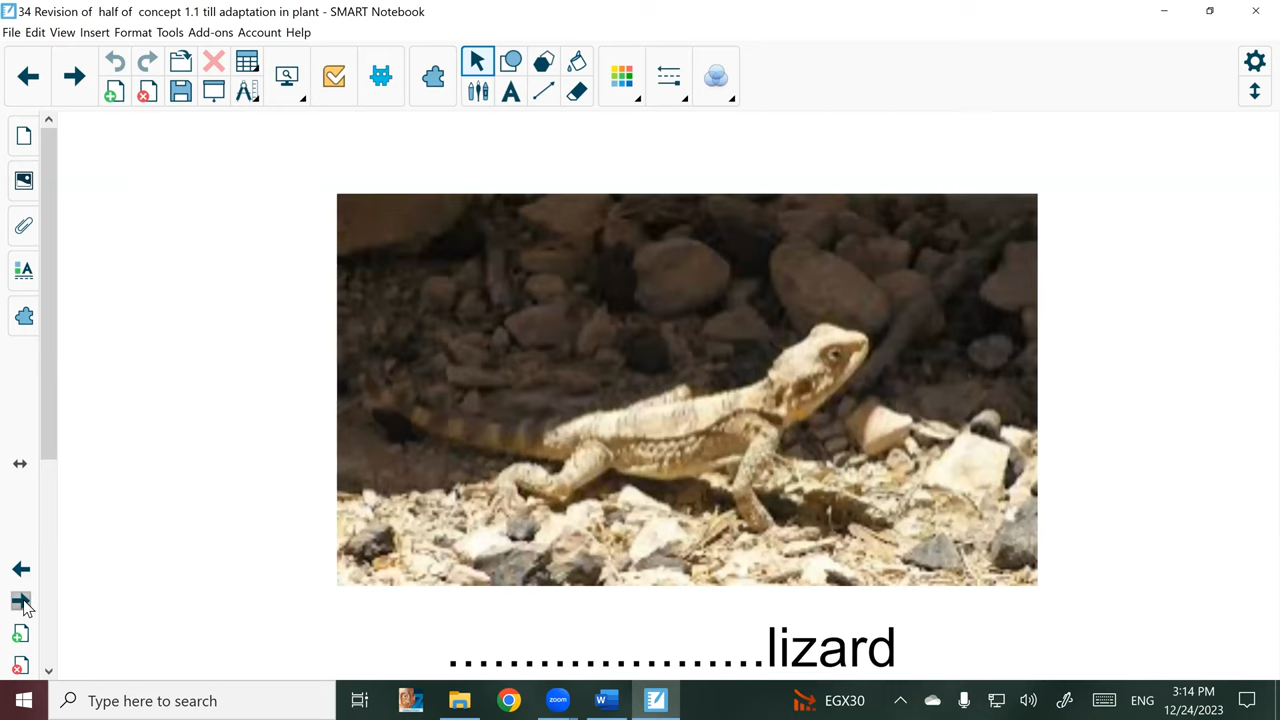 34 Revision of  half of  concept 1.1 till adaptation in plant - SMART Notebook
File Edit View Insert Format Tools Add-ons Account Help
.....................lizard
Type here to search
zoom
EGX30
ENG
3:14 PM
12/24/2023